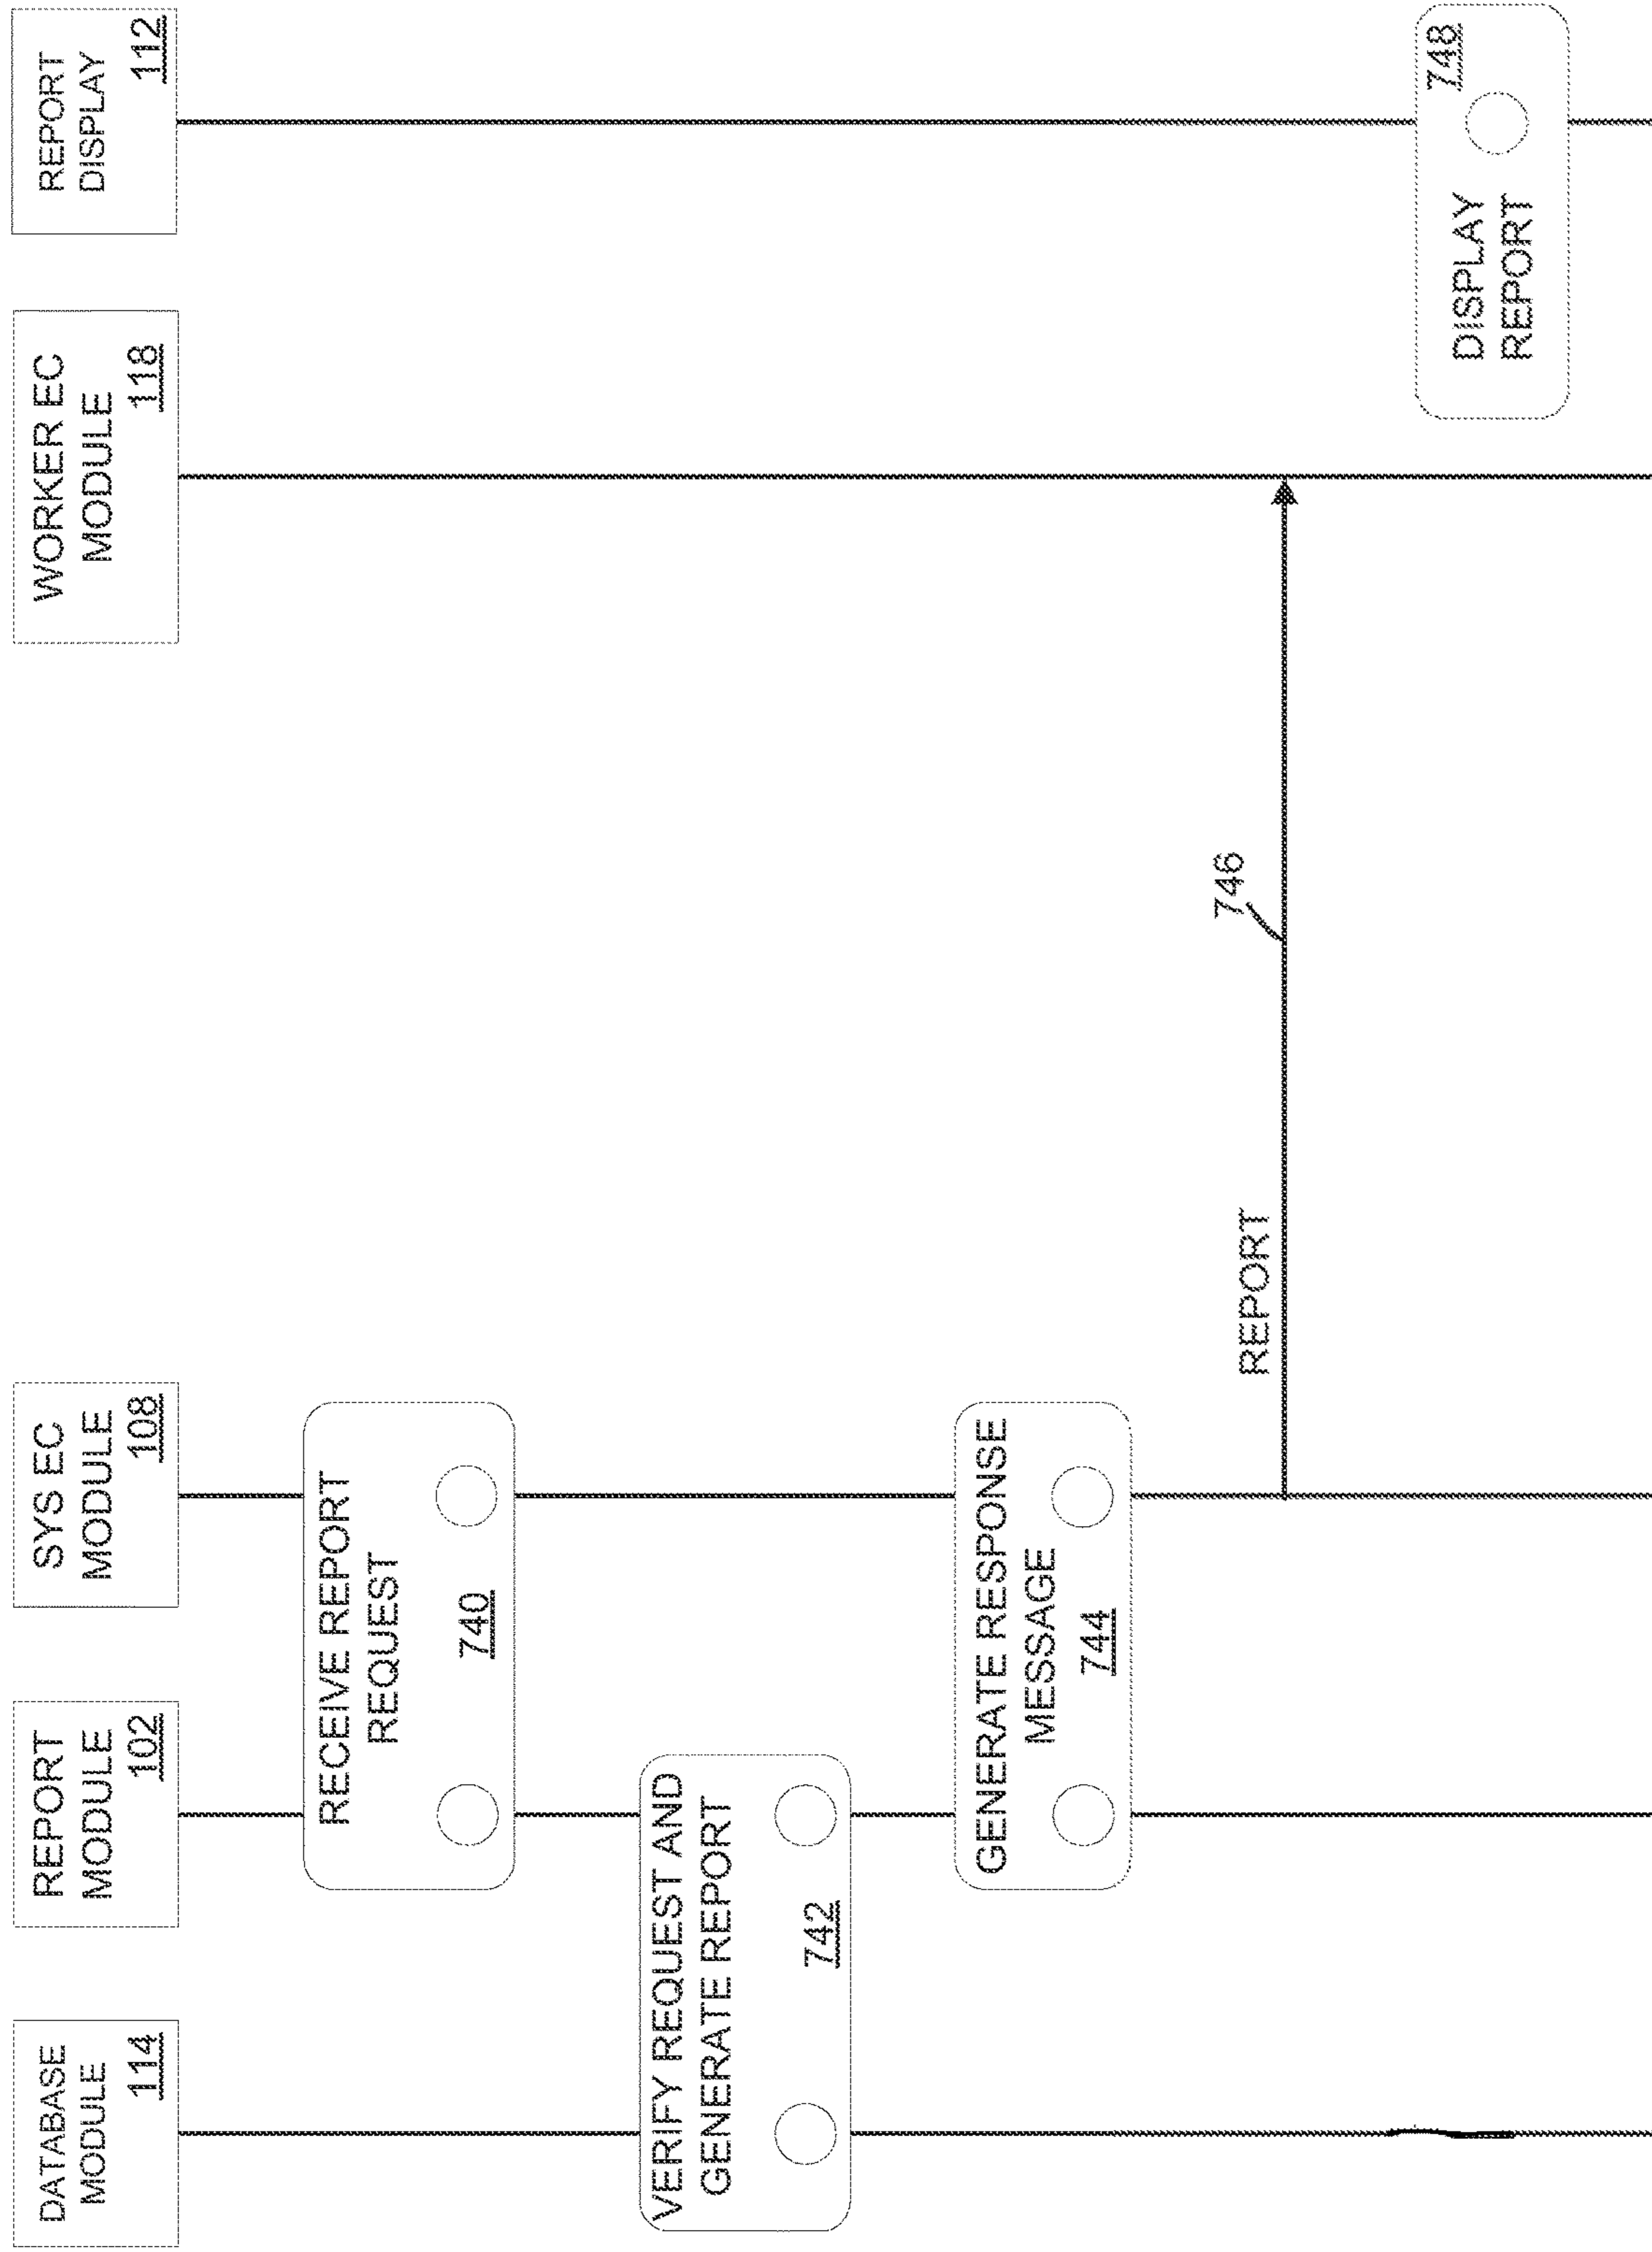 DATABASE
MODULE
114
REPORT
MODULE
102
SYS EC
MODULE
108
WORKER EC
MODULE
118
REPORT
DISPLAY
112
RECEIVE REPORT
REQUEST
740
VERIFY REQUEST AND
GENERATE REPORT
742
GENERATE RESPONSE
MESSAGE
744
REPORT
746
748
DISPLAY
REPORT